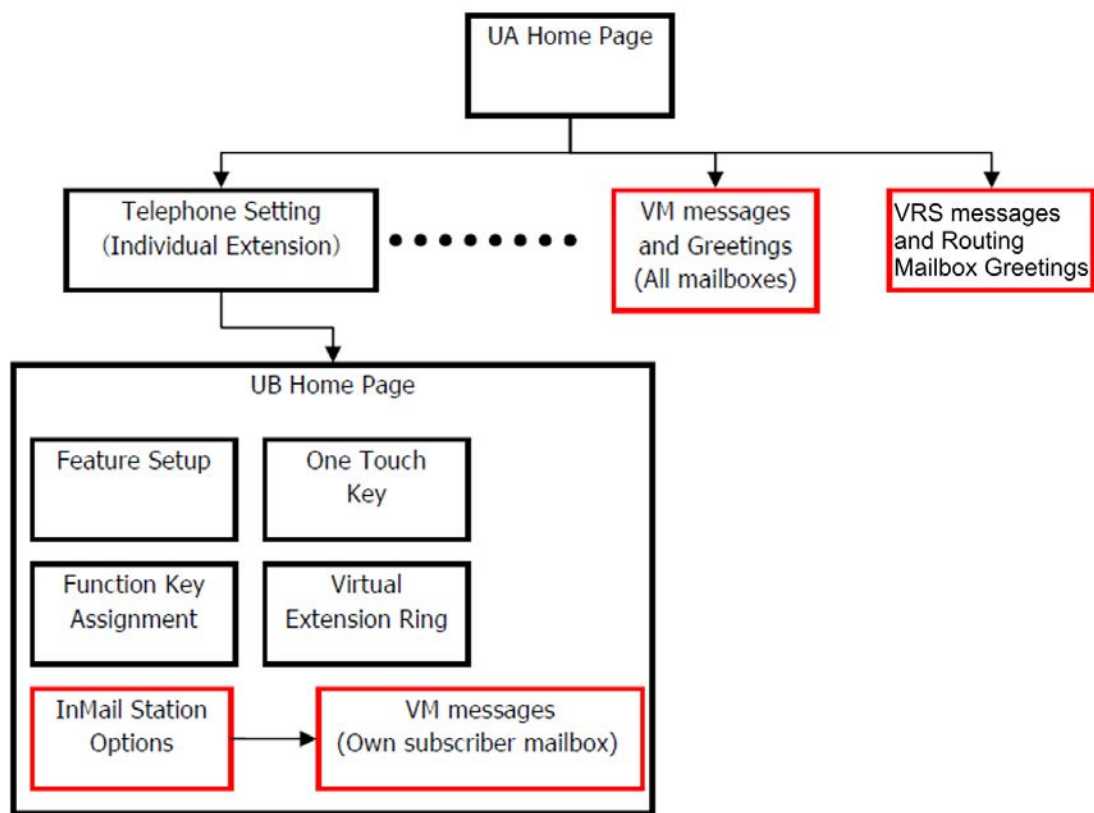 UA Home Page
Telephone Setting
(Individual Extension)
VM messages
and Greetings
(All mailboxes)
VRS messages
and Routing
Mailbox Greetings
UB Home Page
Feature Setup
One Touch
Key
Function Key
Assignment
Virtual
Extension Ring
InMail Station
Options
VM messages
(Own subscriber mailbox)